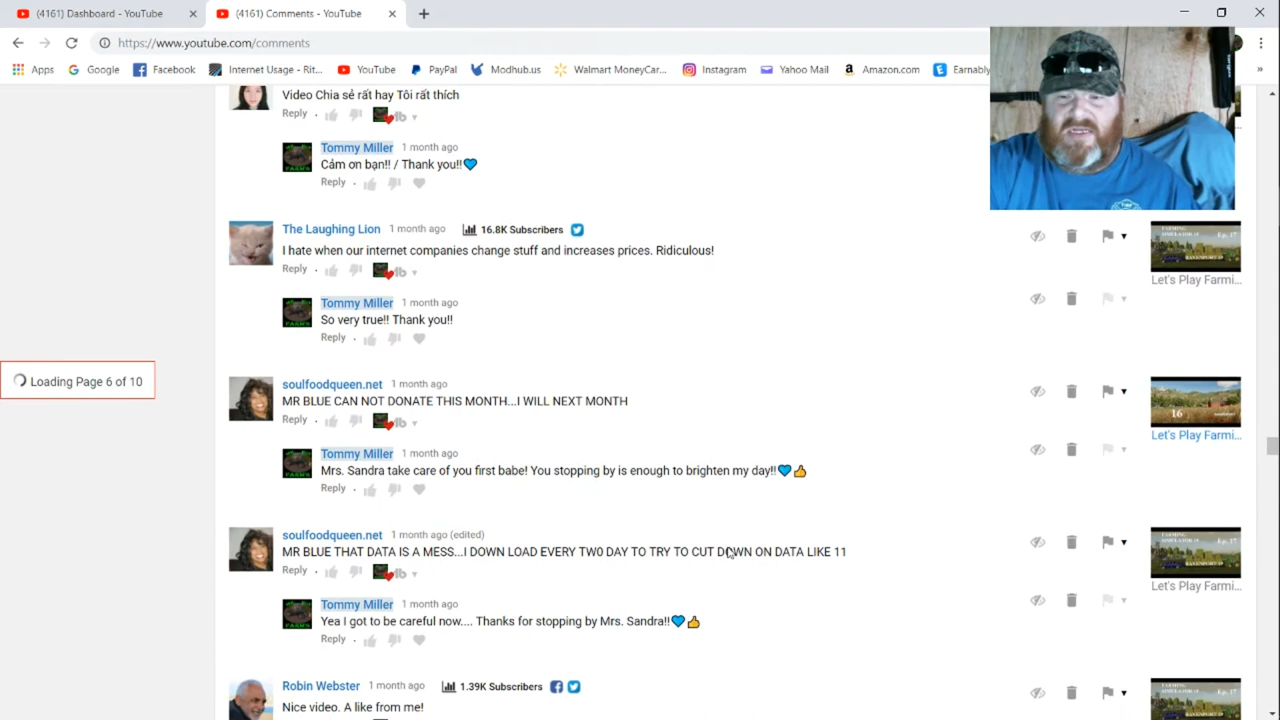 (4161) Dashboard - YouTube
(4161) Comments - YouTube
https://www.youtube.com/comments
Apps
Google
Facebook
Internet Usage - Rit...
YouTube
PayPal
Modhub.us
Walmart MoneyCar...
Instagram
Yahoo Mail
Amazon.com
Earnably
Video Chia sẻ rất hay Tôi rất thích
Reply
Tommy Miller 1 month ago
Cảm ơn bạn!! / Thank you!!💙
Reply
The Laughing Lion 1 month ago 16.8K Subscribers
I hate when our internet companies change stuff and increases prices. Ridiculous!
Reply
Let's Play Farmi...
Tommy Miller 1 month ago
So very true!! Thank you!!
Reply
Loading Page 6 of 10
soulfoodqueen.net 1 month ago
MR BLUE CAN NOT DONATE THIS MONTH...I WILL NEXT MONTH
Reply
16
Let's Play Farmi...
Tommy Miller 1 month ago
Mrs. Sandra take care of you first babe! You stopping by is enough to brighten my day!!💙👍
Reply
soulfoodqueen.net 1 month ago (edited)
MR BLUE THAT DATA IS A MESS...I DOWN LOAD EVERY TW0 DAY TO TRY TO CUT DOWN ON DATA LIKE 11
Reply
Let's Play Farmi...
Tommy Miller 1 month ago
Yea I got to be careful now.... Thanks for stopping by Mrs. Sandra!!💙👍
Reply
Robin Webster 1 month ago 1.39K Subscribers
Nice video. A like from me!